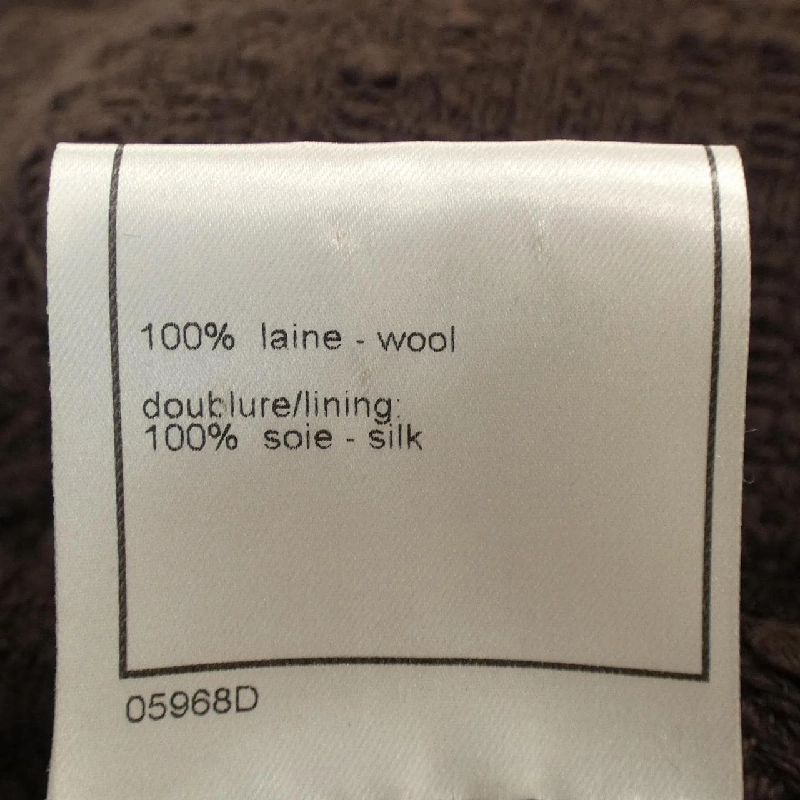 100% laine - wool
doublure/lining:
100% soie - silk
05968D